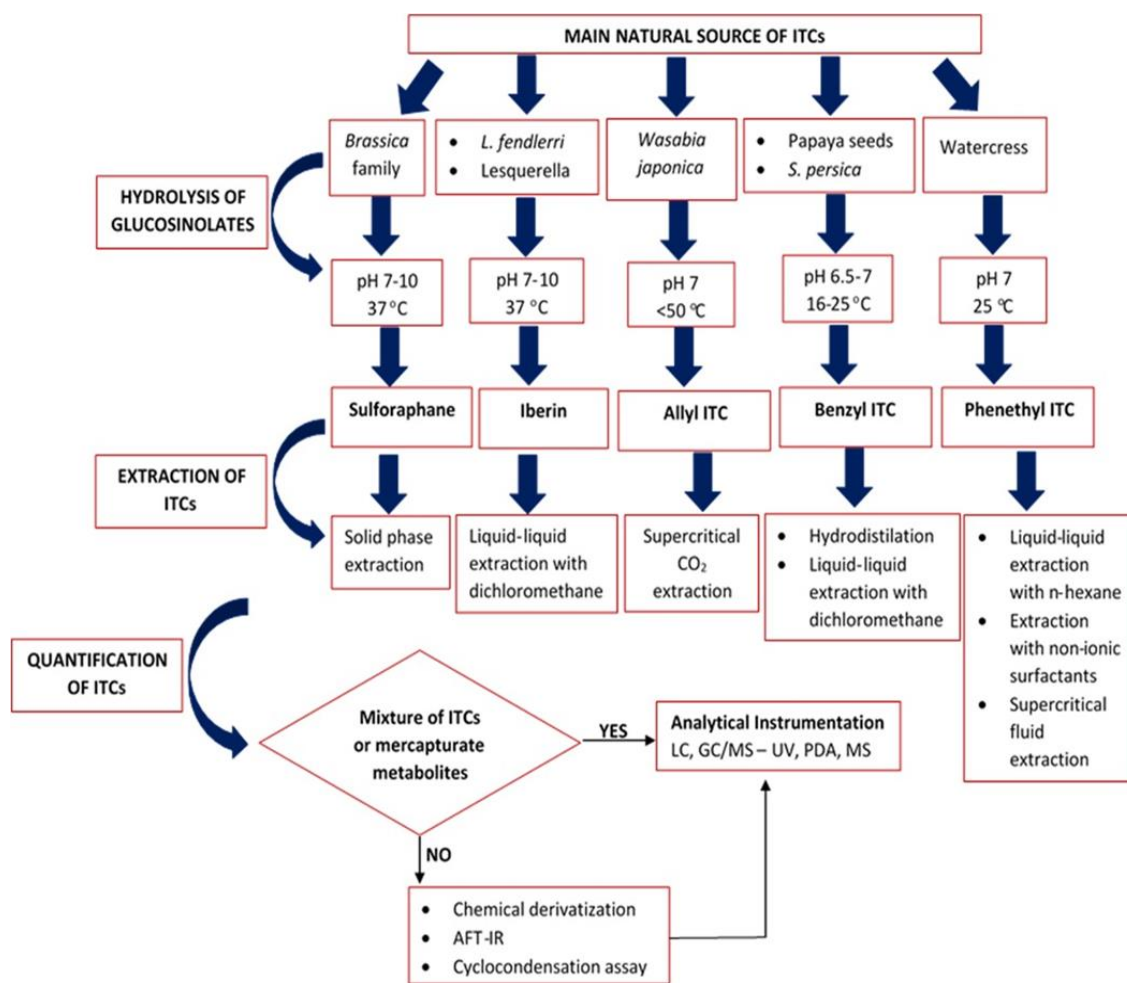 MAIN NATURAL SOURCE OF ITCs
Brassica
family
• L. fendlerri
• Lesquerella
Wasabia
japonica
• Papaya seeds
• S. persica
Watercress
HYDROLYSIS OF
GLUCOSINOLATES
pH 7-10
37 °C
pH 7-10
37 °C
pH 7
<50 °C
pH 6.5-7
16-25 °C
pH 7
25 °C
Sulforaphane
Iberin
Allyl ITC
Benzyl ITC
Phenethyl ITC
EXTRACTION OF
ITCs
Solid phase
extraction
Liquid-liquid
extraction with
dichloromethane
Supercritical
CO₂
extraction
• Hydrodistilation
• Liquid-liquid
extraction with
dichloromethane
• Liquid-liquid
extraction
with n-hexane
• Extraction
with non-ionic
surfactants
• Supercritical
fluid
extraction
QUANTIFICATION
OF ITCs
Mixture of ITCs
or mercapturate
metabolites
YES
Analytical Instrumentation
LC, GC/MS – UV, PDA, MS
NO
• Chemical derivatization
• AFT-IR
• Cyclocondensation assay